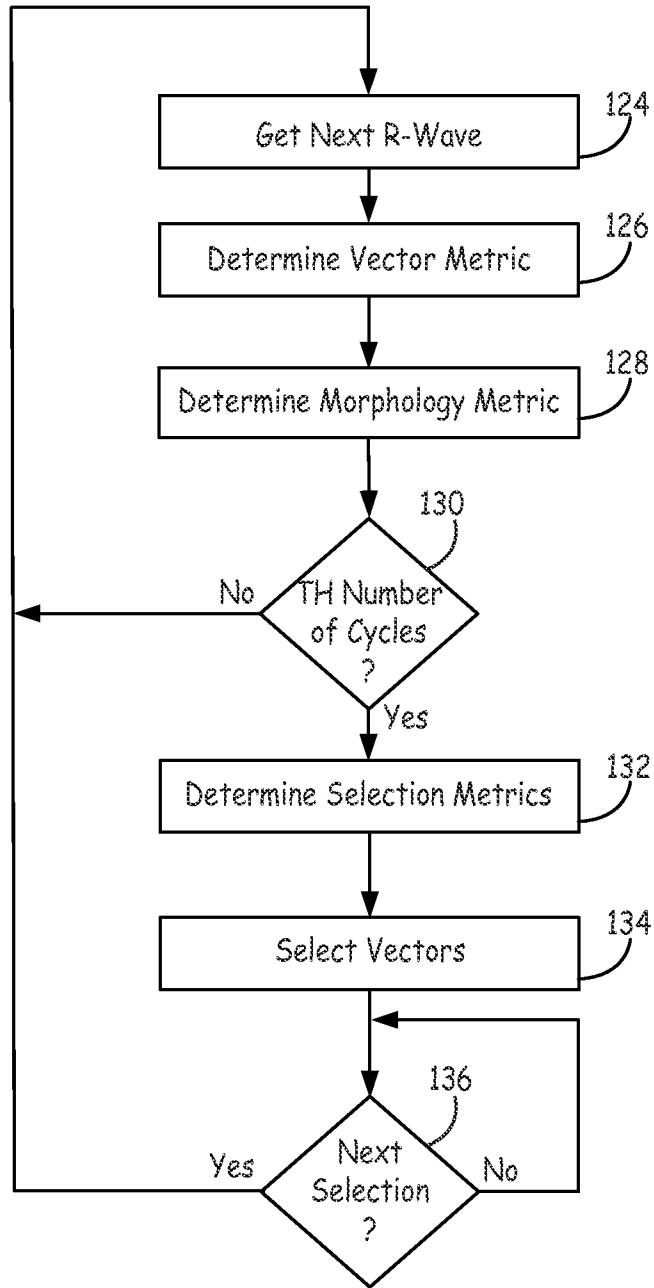 124
Get Next R-Wave
126
Determine Vector Metric
128
Determine Morphology Metric
130
No
TH Number
of Cycles
?
Yes
132
Determine Selection Metrics
134
Select Vectors
136
Yes
Next
Selection
?
No